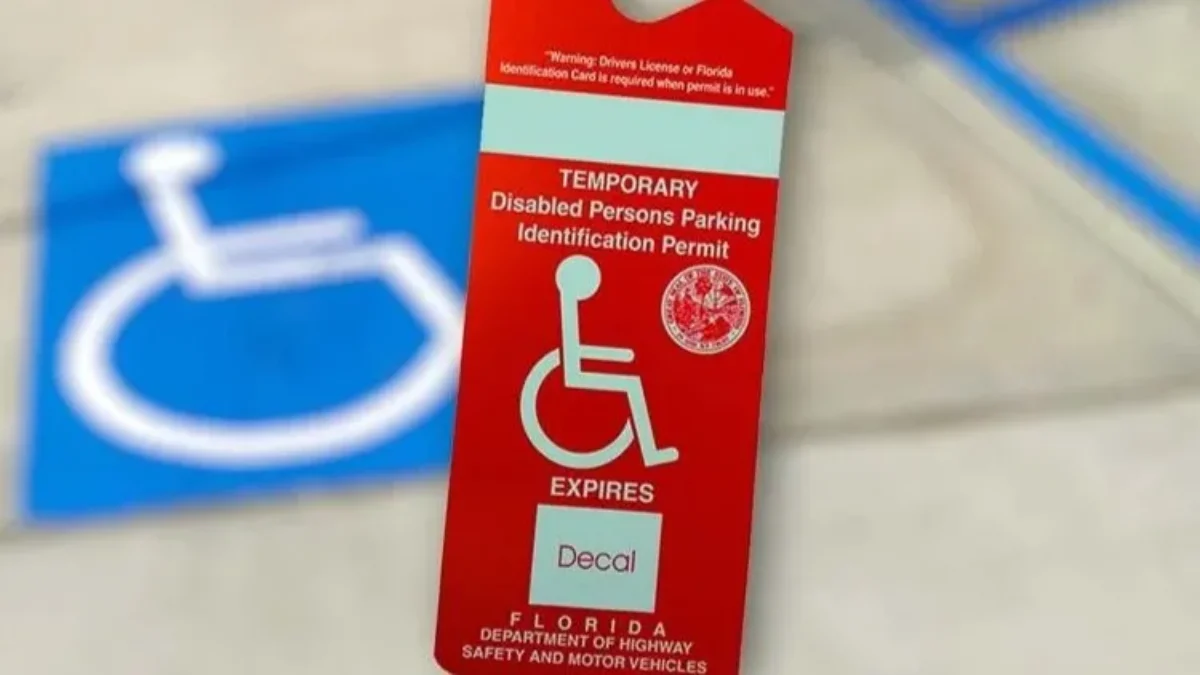 "Warning: Drivers License or Florida
Identification Card is required when permit is in use."
TEMPORARY
Disabled Persons Parking
Identification Permit
EXPIRES
Decal
FLORIDA
DEPARTMENT OF HIGHWAY
SAFETY AND MOTOR VEHICLES